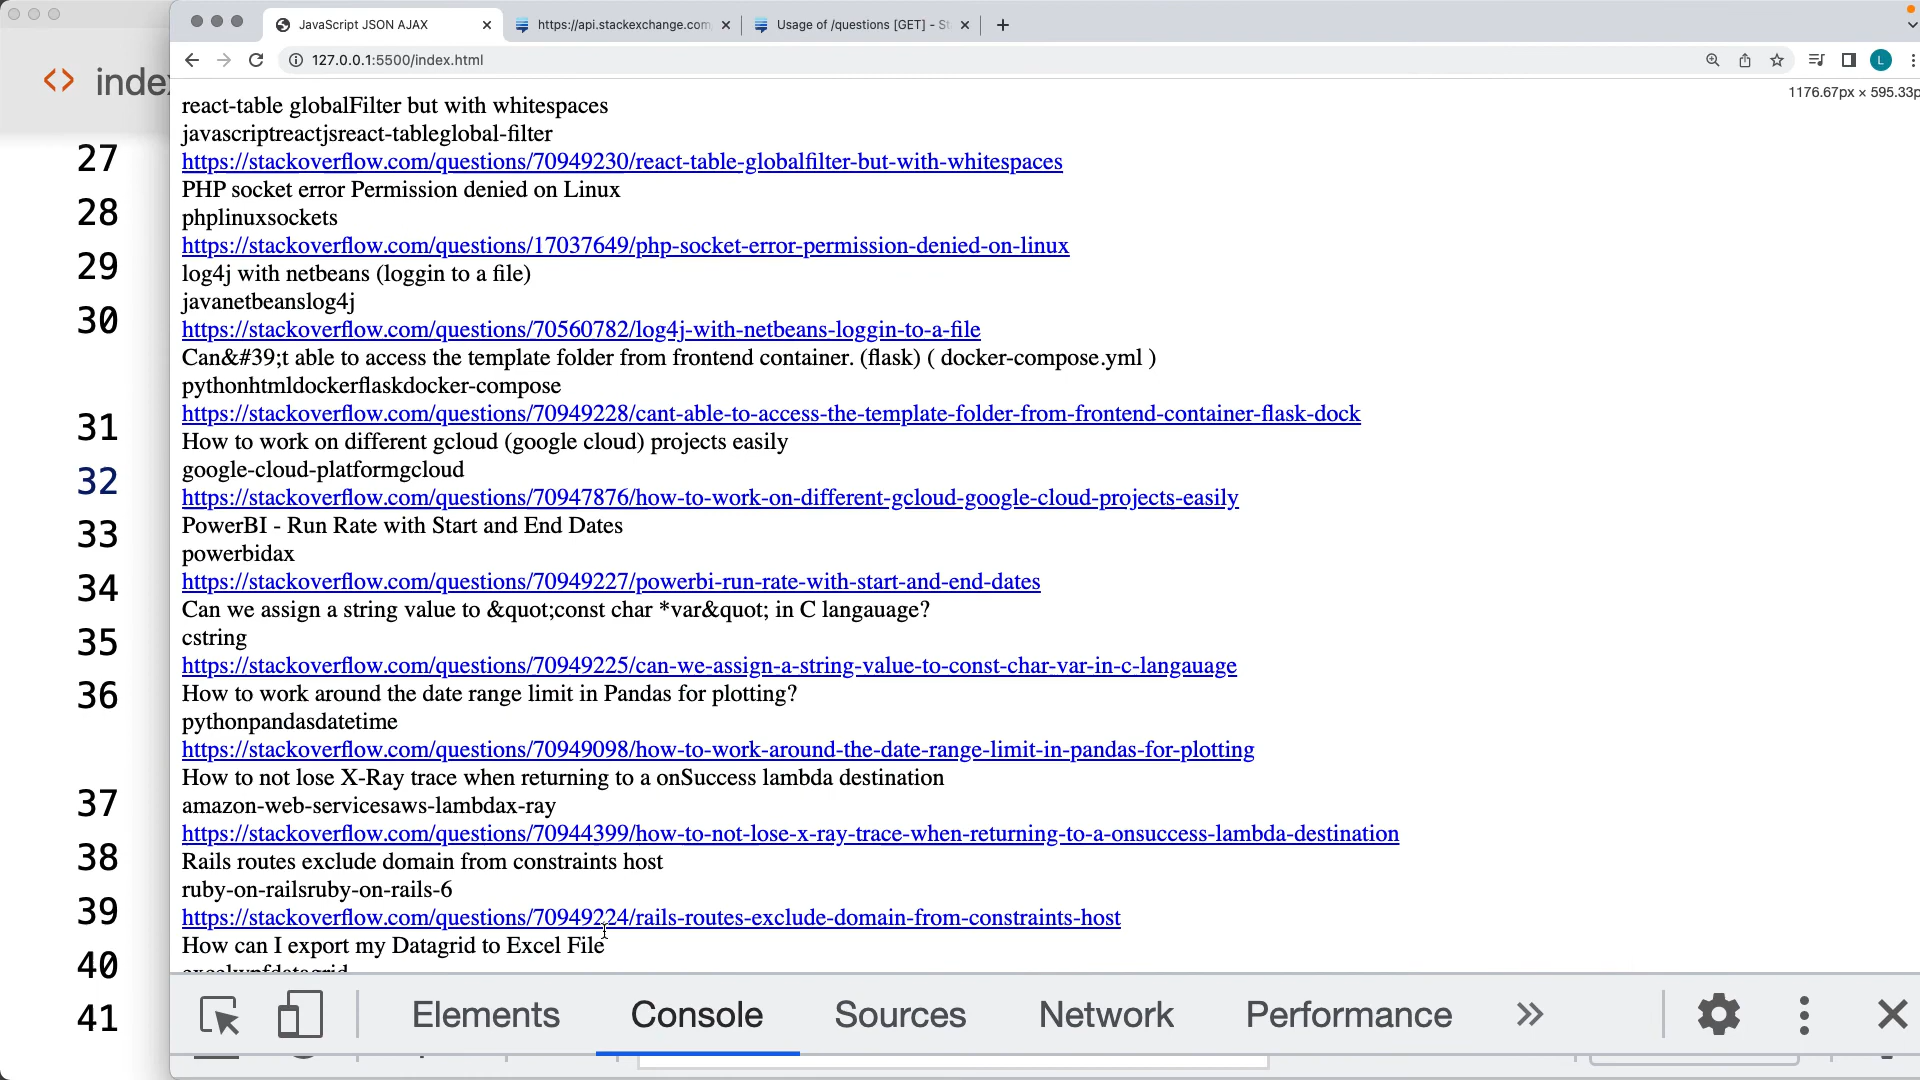 JavaScript JSON AJAX
https://api.stackexchange.com
Usage of /questions [GET] - St
127.0.0.1:5500/index.html
L
1176.67px × 595.33p
inde
27
28
29
30
31
32
33
34
35
36
37
38
39
40
41
react-table globalFilter but with whitespaces
javascriptreactjsreact-tableglobal-filter
https://stackoverflow.com/questions/70949230/react-table-globalfilter-but-with-whitespaces
PHP socket error Permission denied on Linux
phplinuxsockets
https://stackoverflow.com/questions/17037649/php-socket-error-permission-denied-on-linux
log4j with netbeans (loggin to a file)
javanetbeanslog4j
https://stackoverflow.com/questions/70560782/log4j-with-netbeans-loggin-to-a-file
Can&#39;t able to access the template folder from frontend container. (flask) ( docker-compose.yml )
pythonhtmldockerflaskdocker-compose
https://stackoverflow.com/questions/70949228/cant-able-to-access-the-template-folder-from-frontend-container-flask-dock
How to work on different gcloud (google cloud) projects easily
google-cloud-platformgcloud
https://stackoverflow.com/questions/70947876/how-to-work-on-different-gcloud-google-cloud-projects-easily
PowerBI - Run Rate with Start and End Dates
powerbidax
https://stackoverflow.com/questions/70949227/powerbi-run-rate-with-start-and-end-dates
Can we assign a string value to &quot;const char *var&quot; in C langauage?
cstring
https://stackoverflow.com/questions/70949225/can-we-assign-a-string-value-to-const-char-var-in-c-langauage
How to work around the date range limit in Pandas for plotting?
pythonpandasdatetime
https://stackoverflow.com/questions/70949098/how-to-work-around-the-date-range-limit-in-pandas-for-plotting
How to not lose X-Ray trace when returning to a onSuccess lambda destination
amazon-web-servicesaws-lambdax-ray
https://stackoverflow.com/questions/70944399/how-to-not-lose-x-ray-trace-when-returning-to-a-onsuccess-lambda-destination
Rails routes exclude domain from constraints host
ruby-on-railsruby-on-rails-6
https://stackoverflow.com/questions/70949224/rails-routes-exclude-domain-from-constraints-host
How can I export my Datagrid to Excel File
excelwpfdatagrid
Elements
Console
Sources
Network
Performance